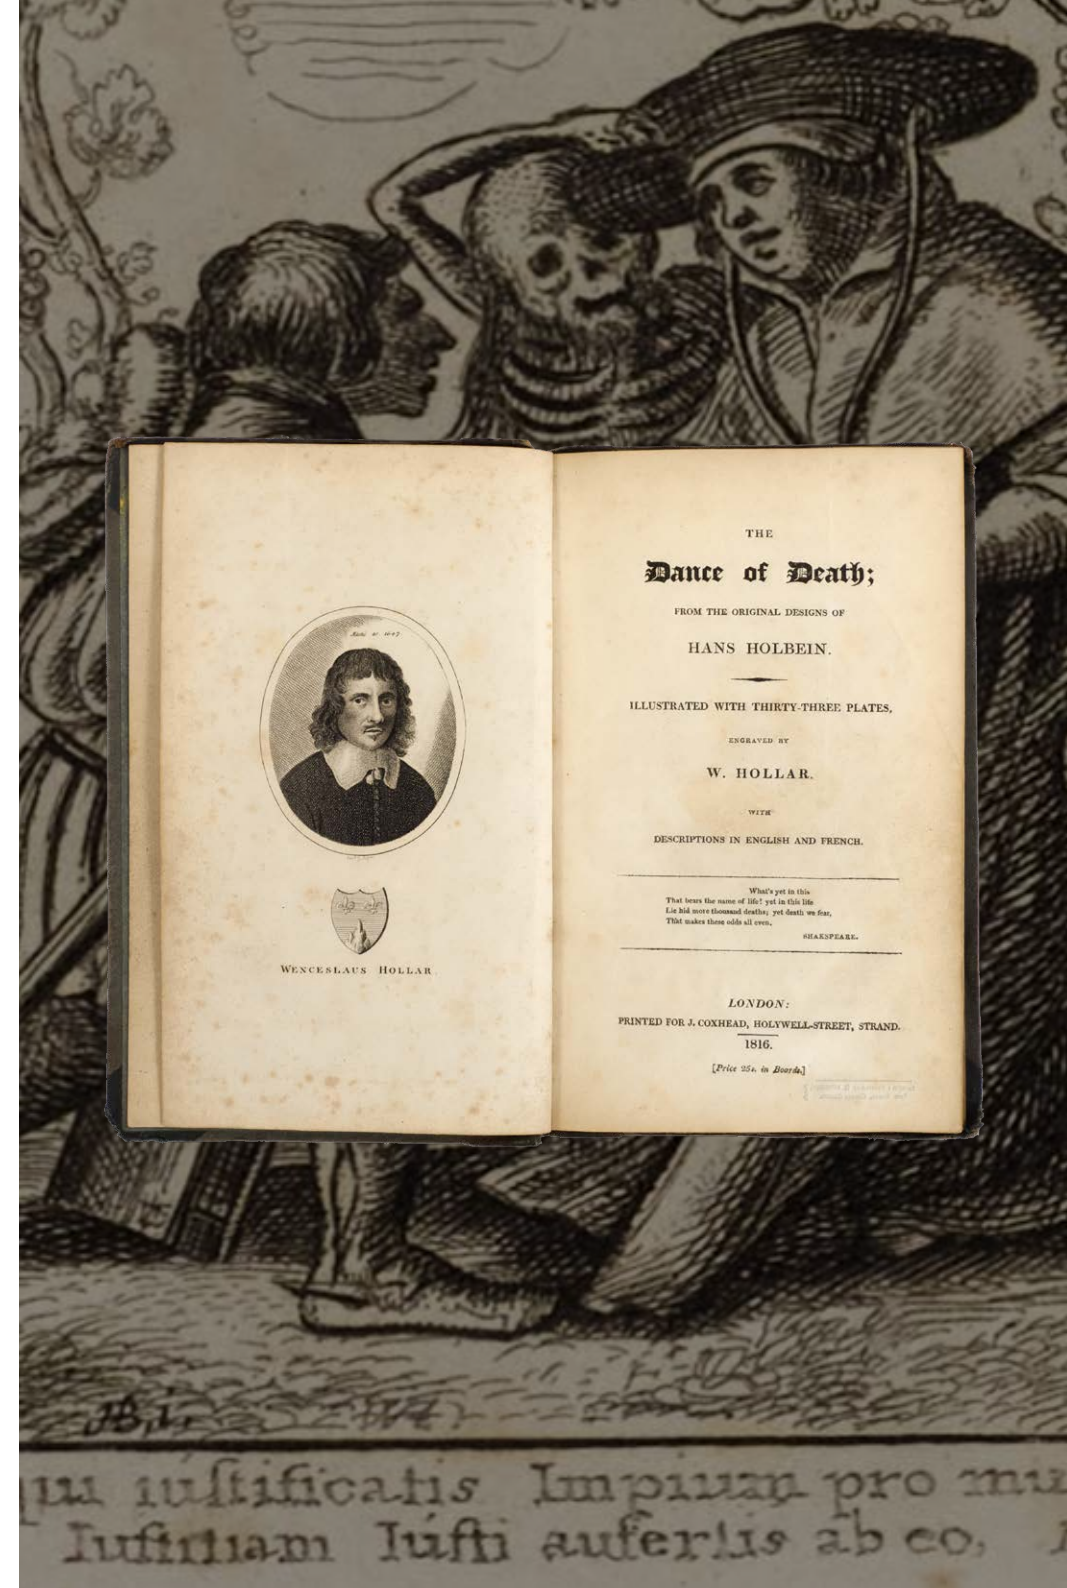 WENCESLAUS HOLLAR
THE
Dance of Death;
FROM THE ORIGINAL DESIGNS OF
HANS HOLBEIN.
ILLUSTRATED WITH THIRTY-THREE PLATES,
ENGRAVED BY
W. HOLLAR.
WITH
DESCRIPTIONS IN ENGLISH AND FRENCH.
What's yet in this
That bears the name of life? yet in this life
Lie hid more thousand deaths; yet death we fear,
That makes these odds all even.
SHAKSPEARE.
LONDON:
PRINTED FOR J. COXHEAD, HOLYWELL-STREET, STRAND.
1816.
[Price 25s. in Boards.]
qui iustificatis Impium pro mu
Iustitiam Iusti aufertis ab eo.